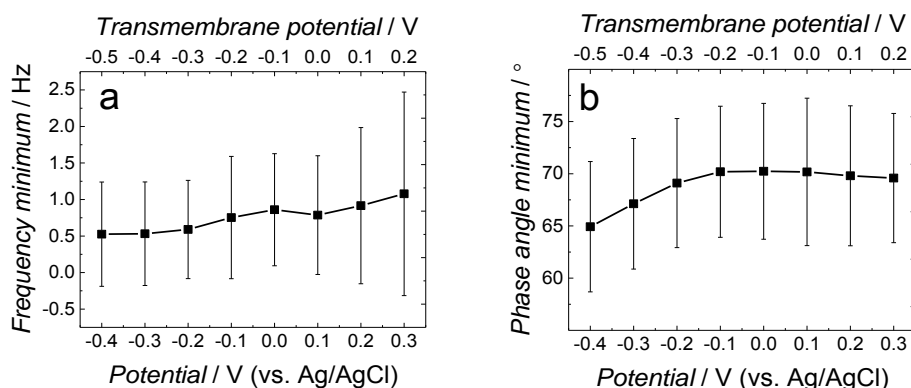 Transmembrane potential / V
-0.5 -0.4 -0.3 -0.2 -0.1 0.0 0.1 0.2
a
Frequency minimum / Hz
2.5
2.0
1.5
1.0
0.5
0.0
-0.5
-0.4 -0.3 -0.2 -0.1 0.0 0.1 0.2 0.3
Potential / V (vs. Ag/AgCl)
Transmembrane potential / V
-0.5 -0.4 -0.3 -0.2 -0.1 0.0 0.1 0.2
b
Phase angle minimum / °
75
70
65
60
-0.4 -0.3 -0.2 -0.1 0.0 0.1 0.2 0.3
Potential / V (vs. Ag/AgCl)